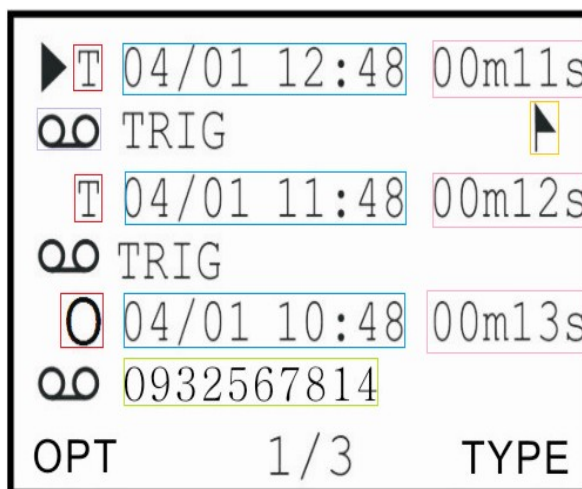 T 04/01 12:48 00m11s
TRIG
T 04/01 11:48 00m12s
TRIG
O 04/01 10:48 00m13s
0932567814
OPT 1/3 TYPE